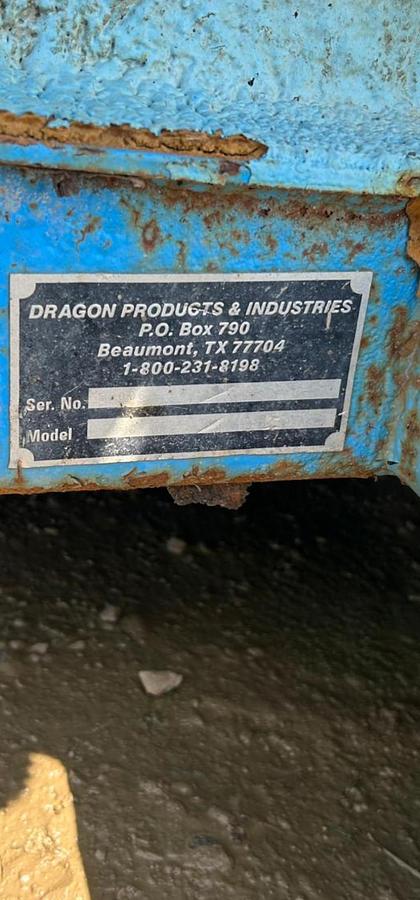 DRAGON PRODUCTS & INDUSTRIES
P.O. Box 790
Beaumont, TX 77704
1-800-231-8198
Ser. No.
Model